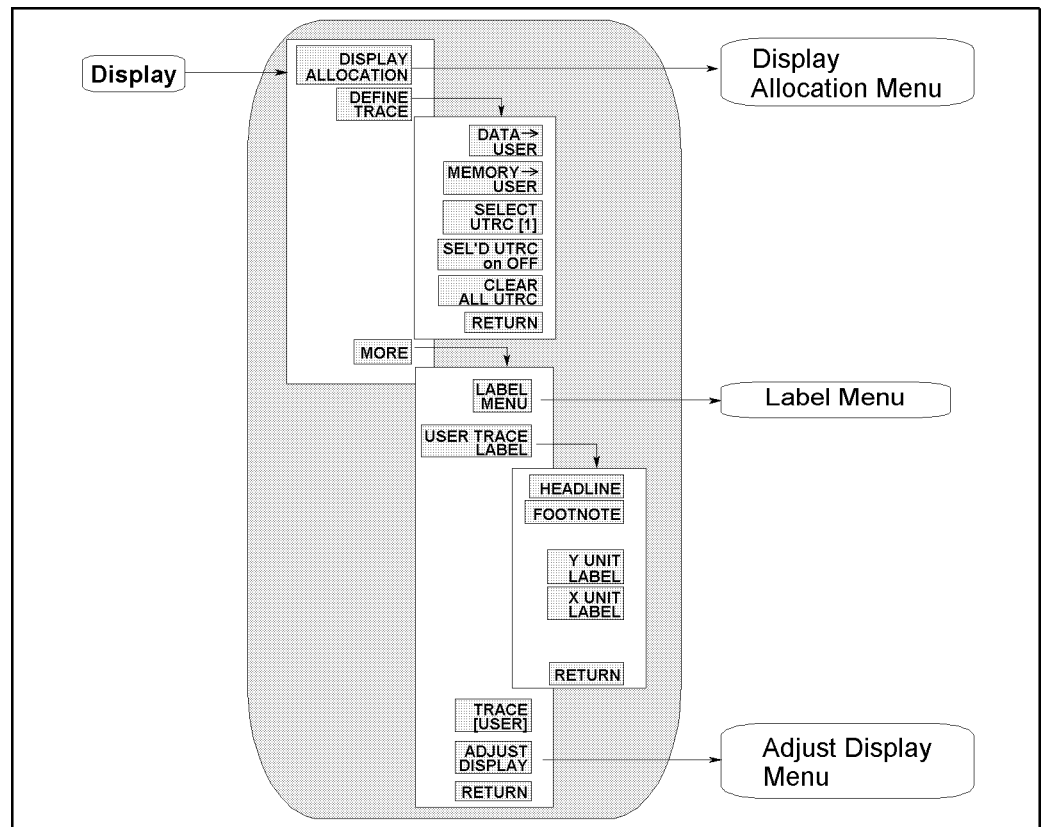 Display
DISPLAY
ALLOCATION
Display
Allocation Menu
DEFINE
TRACE
DATA→
USER
MEMORY→
USER
SELECT
UTRC [1]
SEL'D UTRC
on OFF
CLEAR
ALL UTRC
RETURN
MORE
LABEL
MENU
Label Menu
USER TRACE
LABEL
HEADLINE
FOOTNOTE
Y UNIT
LABEL
X UNIT
LABEL
RETURN
TRACE
[USER]
ADJUST
DISPLAY
Adjust Display
Menu
RETURN